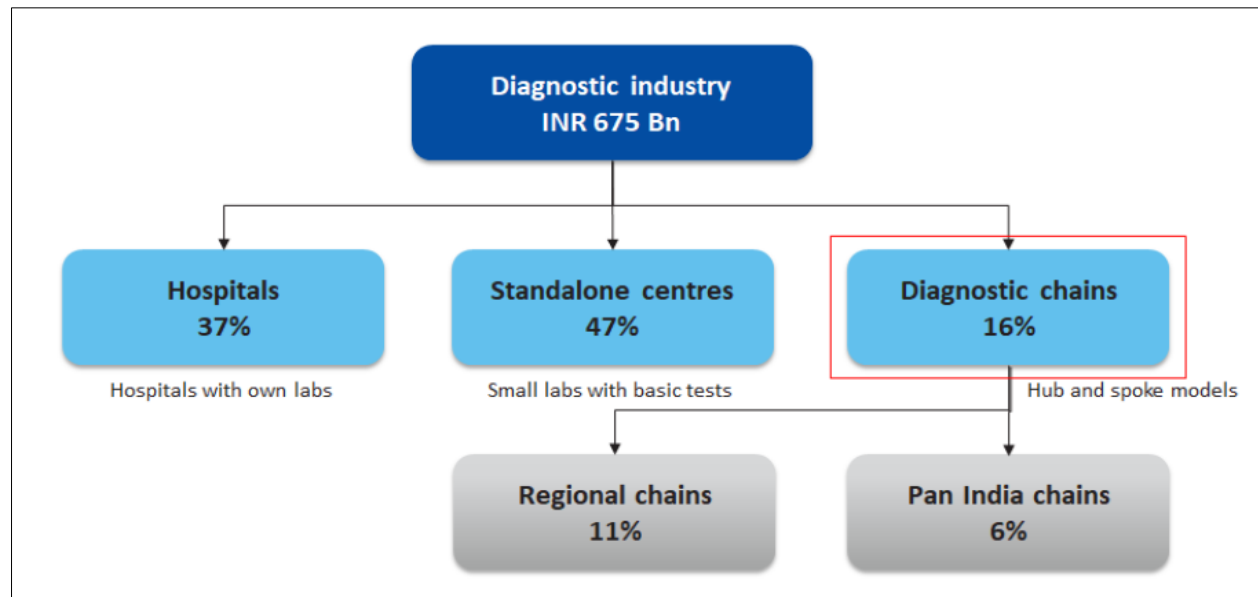 Diagnostic industry
INR 675 Bn
Hospitals
37%
Standalone centres
47%
Diagnostic chains
16%
Hospitals with own labs
Small labs with basic tests
Hub and spoke models
Regional chains
11%
Pan India chains
6%